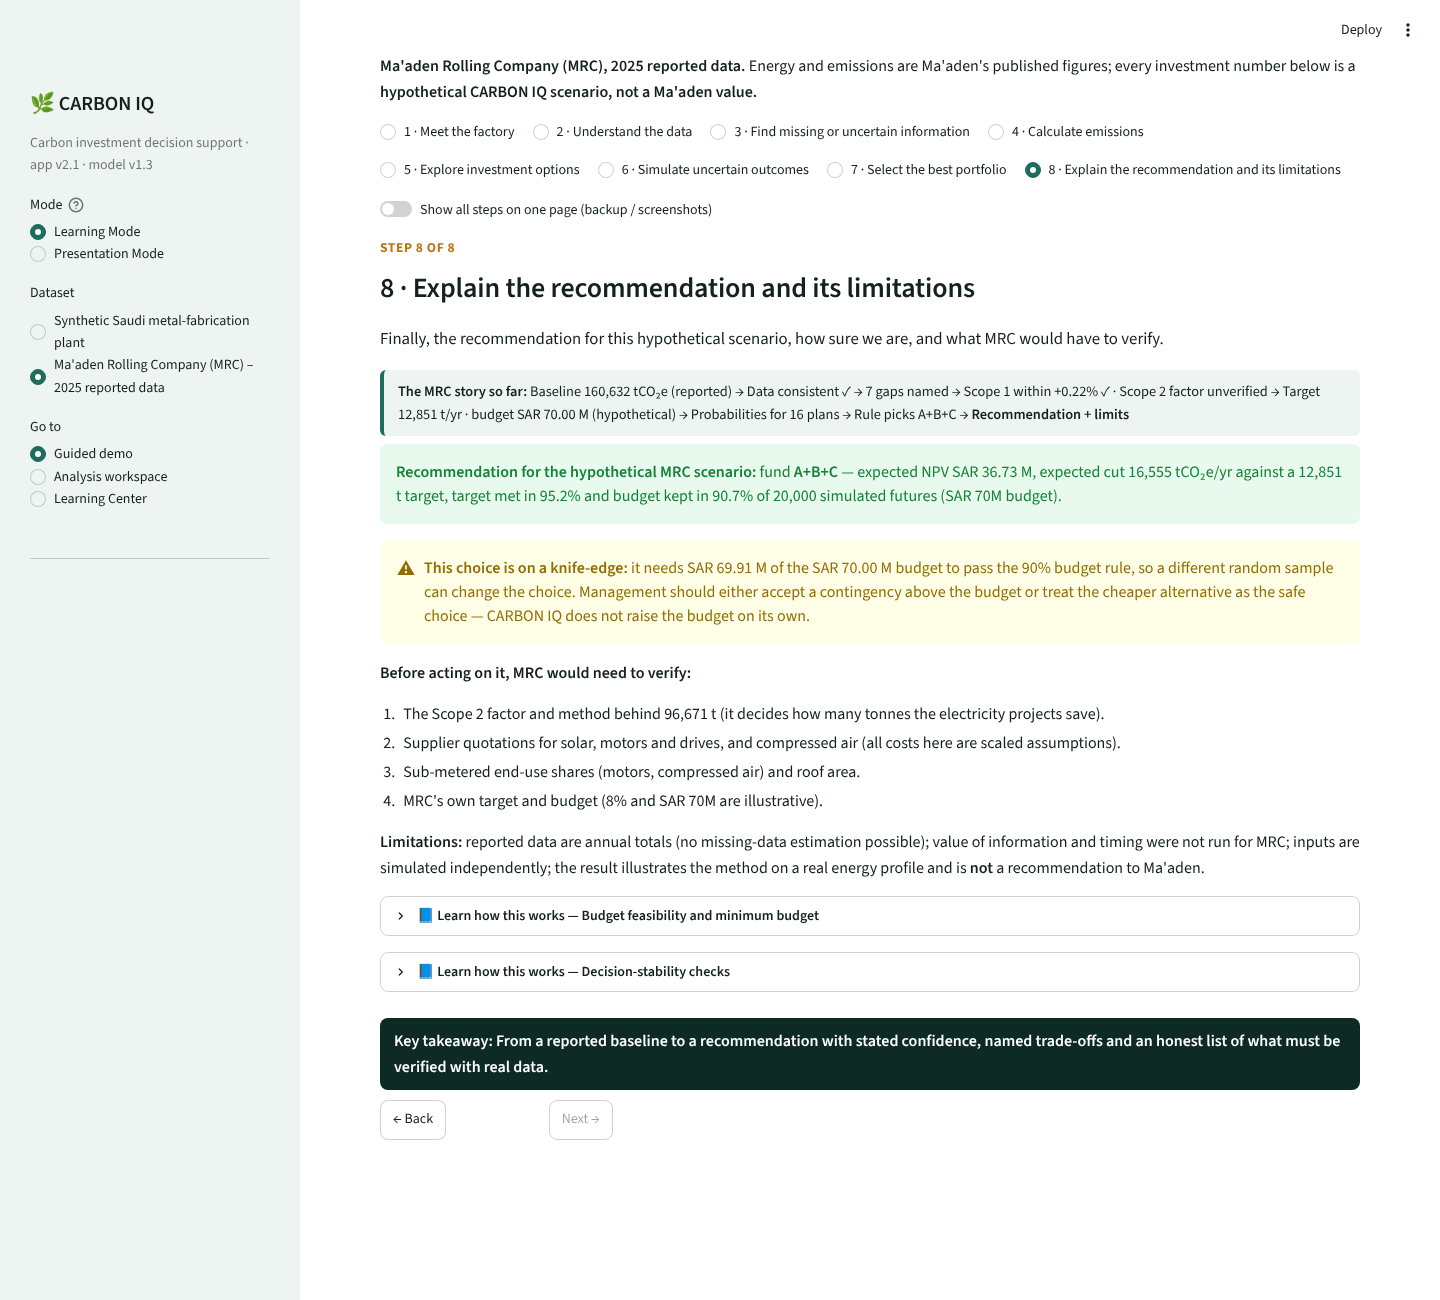 Deploy
🌿 CARBON IQ
Carbon investment decision support ·
app v2.1 · model v1.3
Mode
Learning Mode
Presentation Mode
Dataset
Synthetic Saudi metal-fabrication
plant
Ma'aden Rolling Company (MRC) –
2025 reported data
Go to
Guided demo
Analysis workspace
Learning Center
Ma'aden Rolling Company (MRC), 2025 reported data. Energy and emissions are Ma'aden's published figures; every investment number below is a
hypothetical CARBON IQ scenario, not a Ma'aden value.
1 · Meet the factory 2 · Understand the data 3 · Find missing or uncertain information 4 · Calculate emissions
5 · Explore investment options 6 · Simulate uncertain outcomes 7 · Select the best portfolio 8 · Explain the recommendation and its limitations
Show all steps on one page (backup / screenshots)
STEP 8 OF 8
8 · Explain the recommendation and its limitations
Finally, the recommendation for this hypothetical scenario, how sure we are, and what MRC would have to verify.
The MRC story so far: Baseline 160,632 tCO₂e (reported) → Data consistent ✓ → 7 gaps named → Scope 1 within +0.22% ✓ · Scope 2 factor unverified → Target
12,851 t/yr · budget SAR 70.00 M (hypothetical) → Probabilities for 16 plans → Rule picks A+B+C → Recommendation + limits
Recommendation for the hypothetical MRC scenario: fund A+B+C — expected NPV SAR 36.73 M, expected cut 16,555 tCO₂e/yr against a 12,851
t target, target met in 95.2% and budget kept in 90.7% of 20,000 simulated futures (SAR 70M budget).
This choice is on a knife-edge: it needs SAR 69.91 M of the SAR 70.00 M budget to pass the 90% budget rule, so a different random sample
can change the choice. Management should either accept a contingency above the budget or treat the cheaper alternative as the safe
choice — CARBON IQ does not raise the budget on its own.
Before acting on it, MRC would need to verify:
1. The Scope 2 factor and method behind 96,671 t (it decides how many tonnes the electricity projects save).
2. Supplier quotations for solar, motors and drives, and compressed air (all costs here are scaled assumptions).
3. Sub-metered end-use shares (motors, compressed air) and roof area.
4. MRC's own target and budget (8% and SAR 70M are illustrative).
Limitations: reported data are annual totals (no missing-data estimation possible); value of information and timing were not run for MRC; inputs are
simulated independently; the result illustrates the method on a real energy profile and is not a recommendation to Ma'aden.
📘 Learn how this works — Budget feasibility and minimum budget
📘 Learn how this works — Decision-stability checks
Key takeaway: From a reported baseline to a recommendation with stated confidence, named trade-offs and an honest list of what must be
verified with real data.
← Back Next →